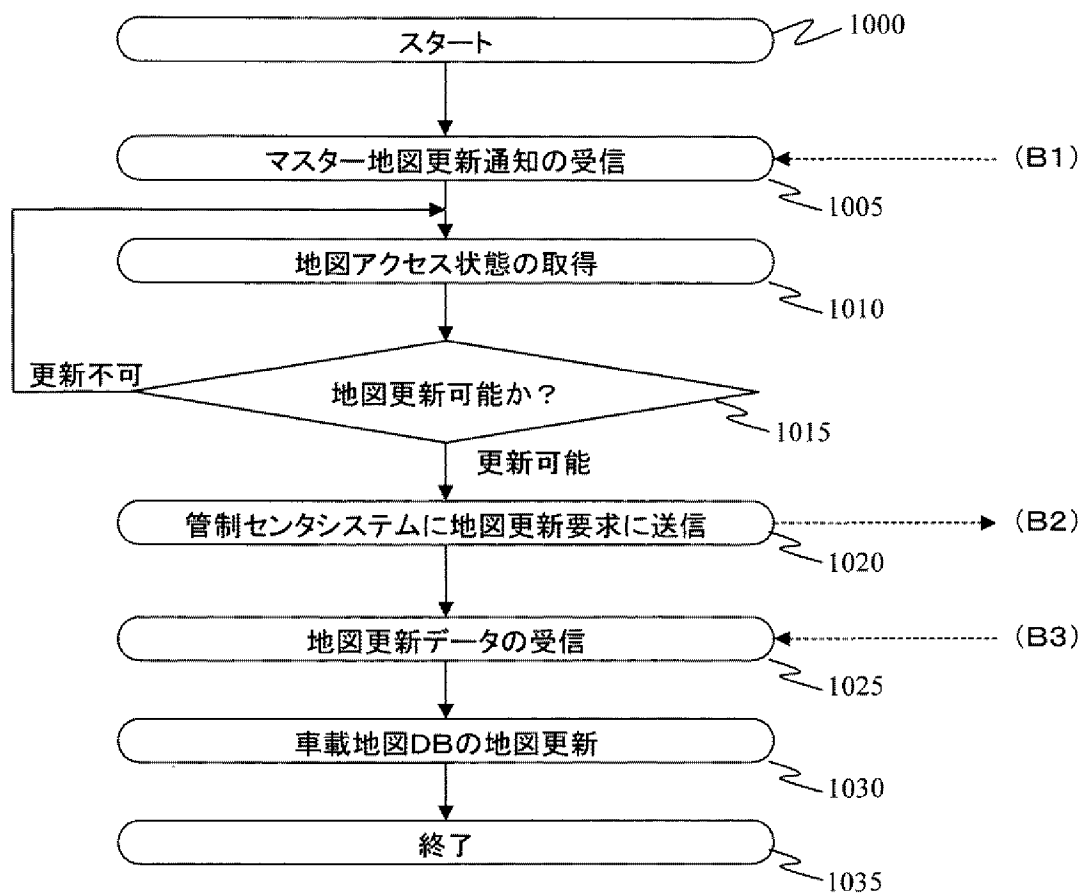 スタート
1000
マスター地図更新通知の受信
(B1)
1005
地図アクセス状態の取得
1010
更新不可
地図更新可能か?
1015
更新可能
管制センタシステムに地図更新要求に送信
(B2)
1020
地図更新データの受信
(B3)
1025
車載地図DBの地図更新
1030
終了
1035